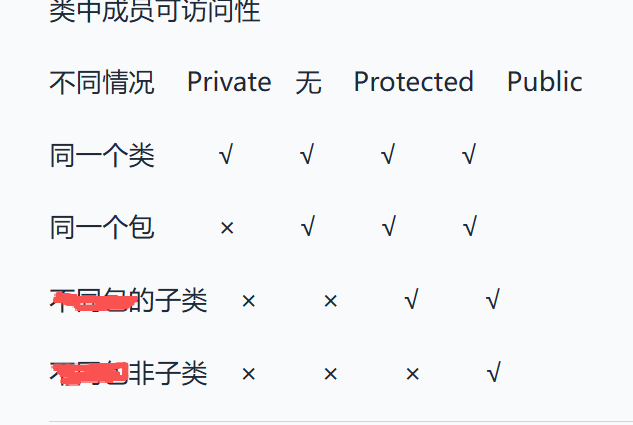 类中成员可访问性
不同情况 Private 无 Protected Public
同一个类 √ √ √ √
同一个包 × √ √ √
的子类 × × √ √
非子类 × × × √